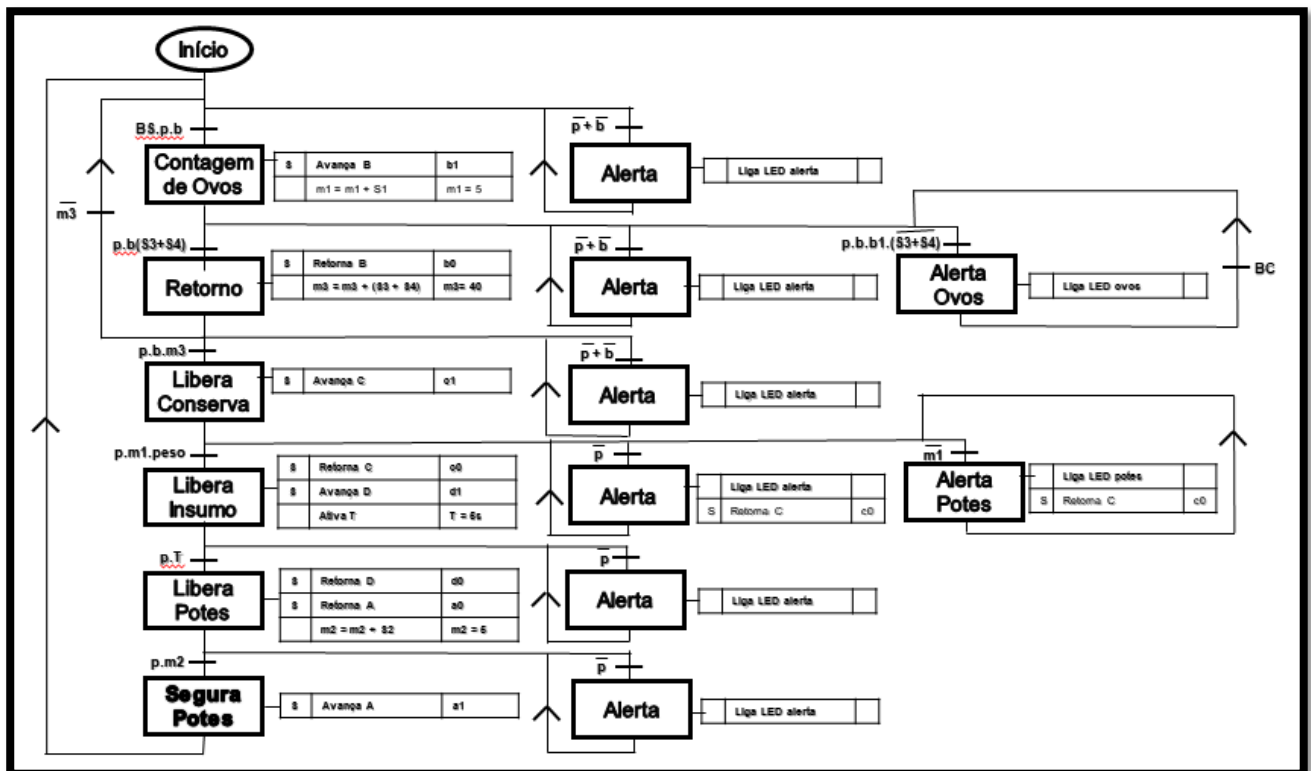 Início
BS.p.b
p + b
Contagem de Ovos
S Avança B b1
m1 = m1 + S1 m1 = 5
Alerta
Liga LED alerta
m3
p.b(S3+S4)
p + b
p.b.b1.(S3+S4)
Retorno
S Retorna B b0
m3 = m3 + (S3 + S4) m3= 40
Alerta
Liga LED alerta
Alerta Ovos
Liga LED ovos
BC
p.b.m3
p + b
Libera Conserva
S Avança C c1
Alerta
Liga LED alerta
p.m1.peso
p
m1
Libera Insumo
S Retorna C c0
S Avança D d1
Ativa T T = 5s
Alerta
Liga LED alerta
S Retorna C c0
Alerta Potes
Liga LED potes
S Retorna C c0
p.T
p
Libera Potes
S Retorna D d0
S Retorna A a0
m2 = m2 + S2 m2 = 5
Alerta
Liga LED alerta
p.m2
p
Segura Potes
S Avança A a1
Alerta
Liga LED alerta